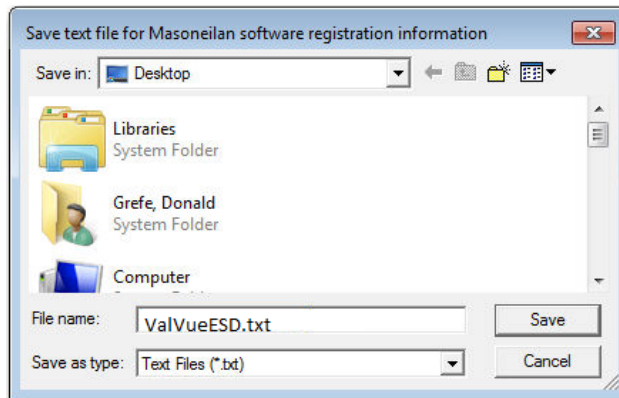 Save text file for Masoneilan software registration information
Save in: Desktop
Libraries
System Folder
Grefe, Donald
System Folder
Computer
File name: ValVueESD.txt Save
Save as type: Text Files (*.txt) Cancel